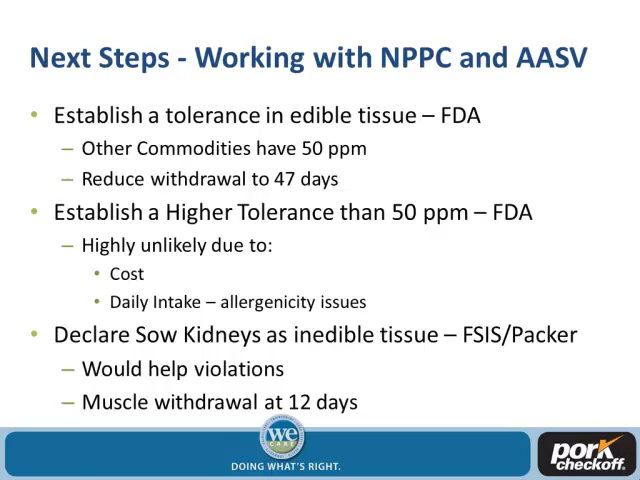 Next Steps - Working with NPPC and AASV
• Establish a tolerance in edible tissue – FDA
– Other Commodities have 50 ppm
– Reduce withdrawal to 47 days
• Establish a Higher Tolerance than 50 ppm – FDA
– Highly unlikely due to:
• Cost
• Daily Intake – allergenicity issues
• Declare Sow Kidneys as inedible tissue – FSIS/Packer
– Would help violations
– Muscle withdrawal at 12 days
we
CARE
DOING WHAT'S RIGHT.
pork
checkoff.